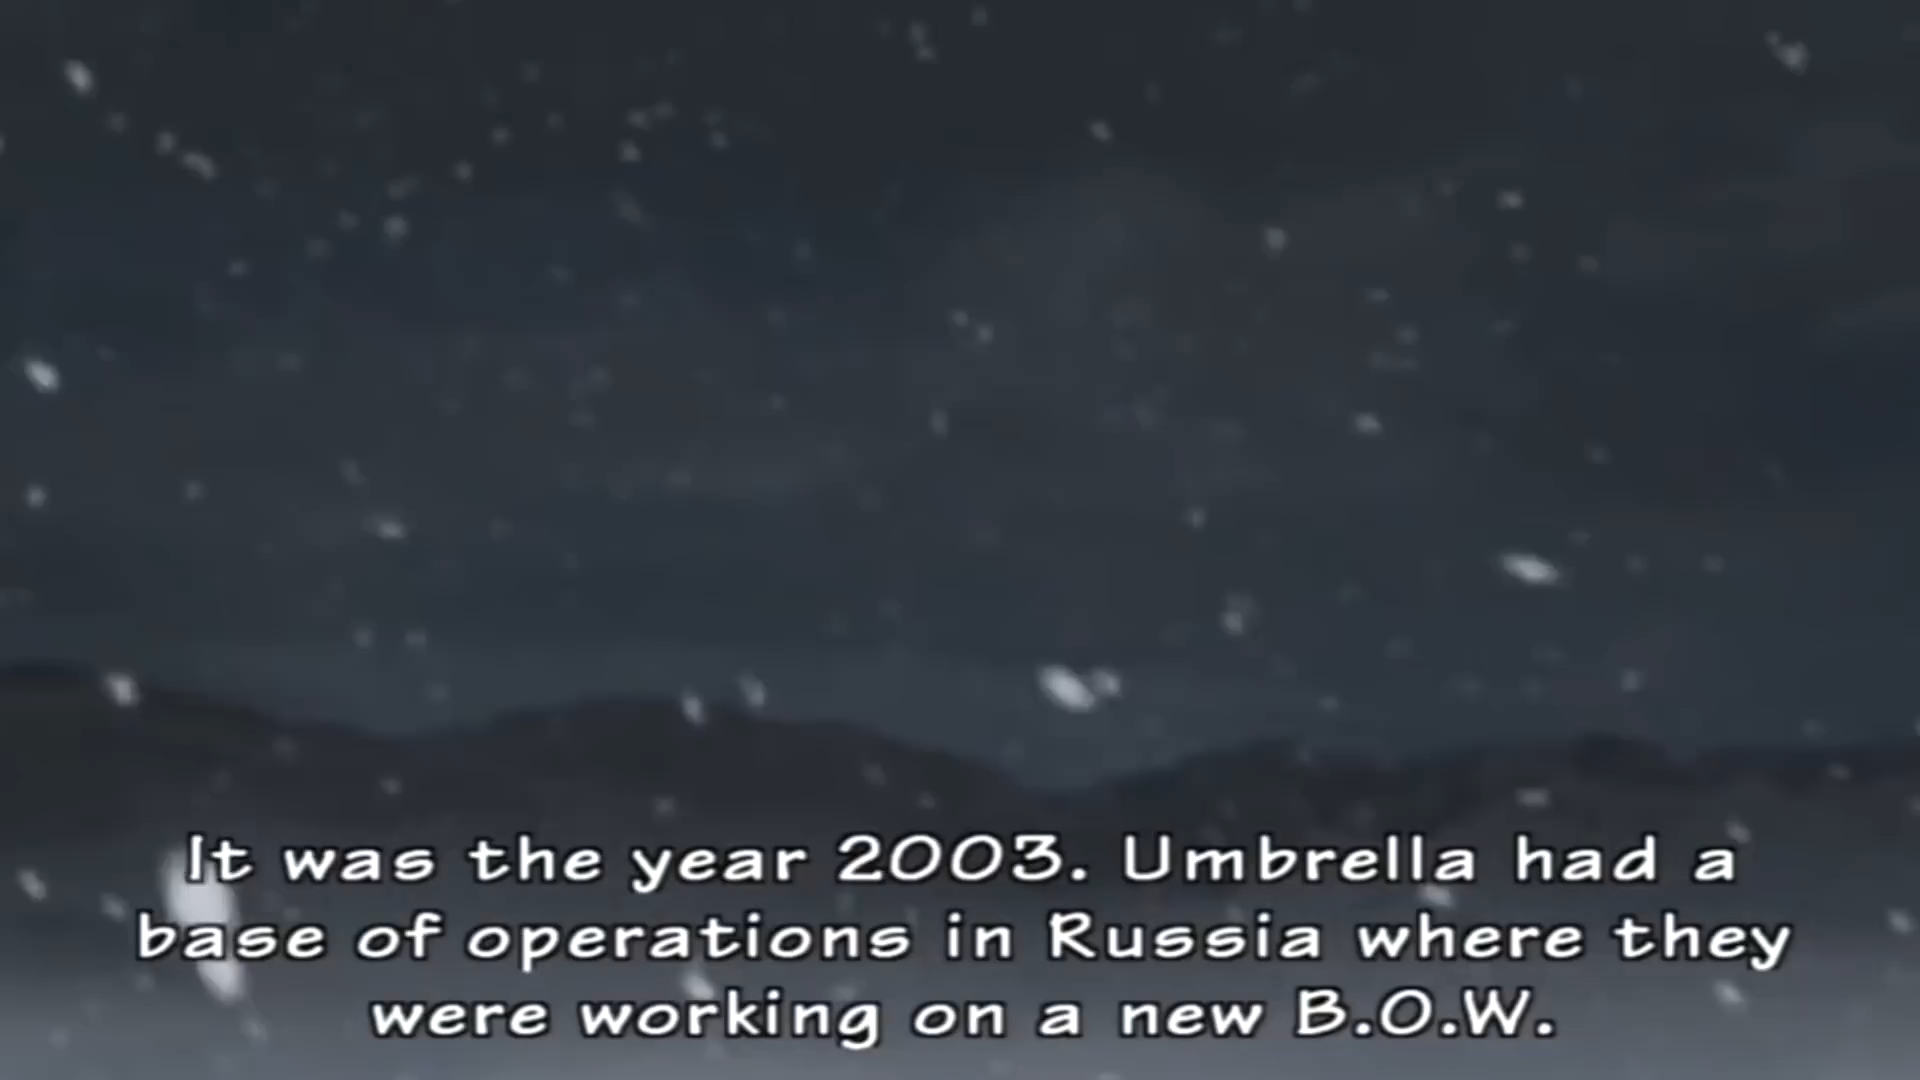 It was the year 2003. Umbrella had a
base of operations in Russia where they
were working on a new B.O.W.